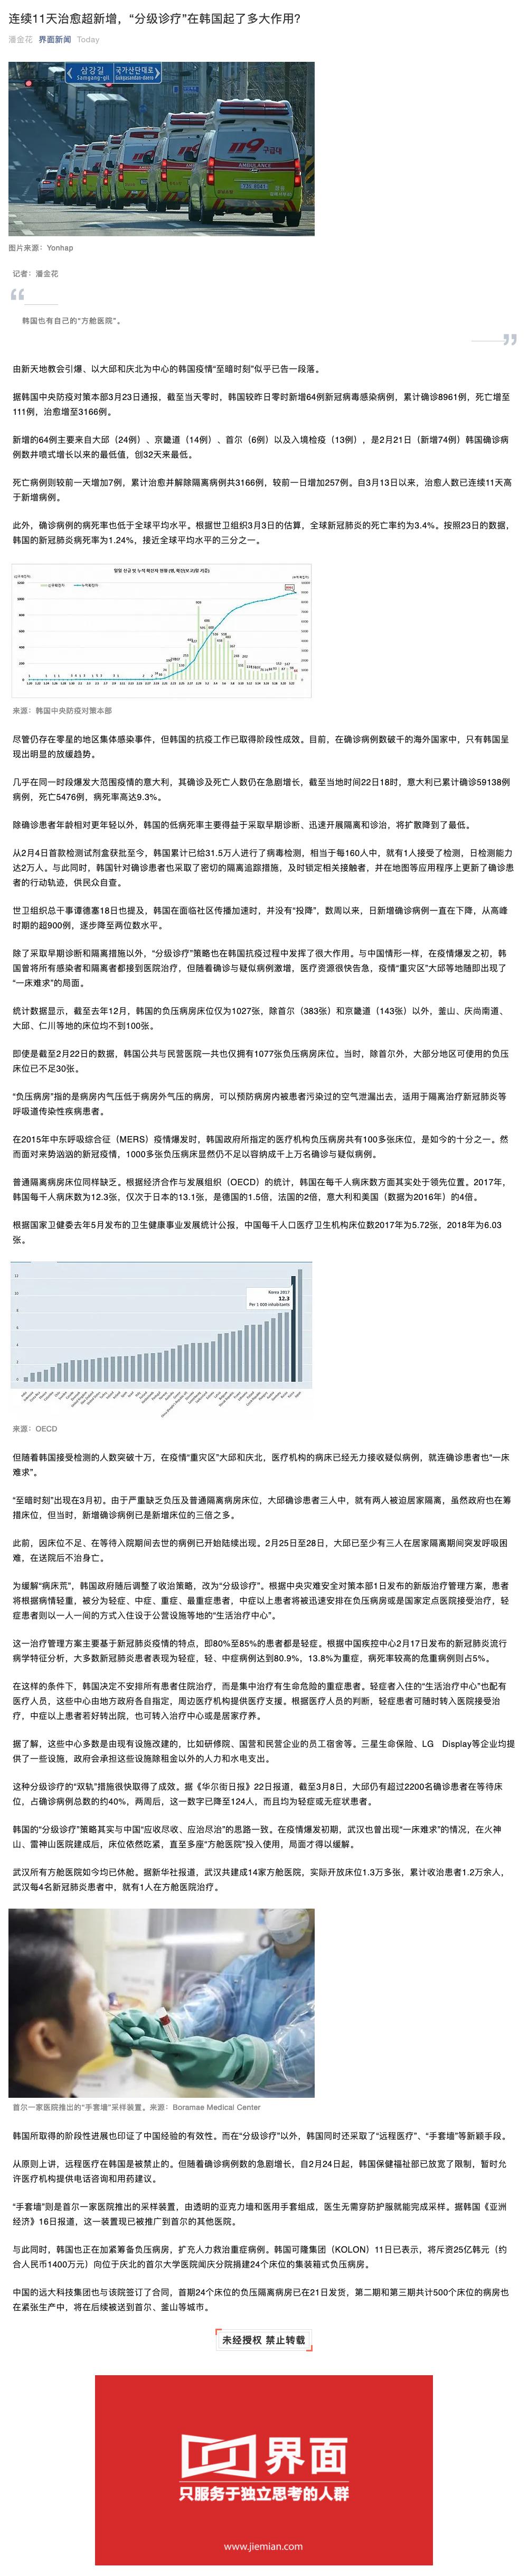 连续11天治愈超新增，“分级诊疗”在韩国起了多大作用?
潘金花 界面新闻 Today
삼강길
Samgang-gil
국가산단대로
Gukgasandan-daero
119 구급대
图片来源：Yonhap
记者：潘金花
韩国也有自己的“方舱医院”。
由新天地教会引爆、以大邱和庆北为中心的韩国疫情“至暗时刻”似乎已告一段落。
据韩国中央防疫对策本部3月23日通报，截至当天零时，韩国较昨日零时新增64例新冠病毒感染病例，累计确诊8961例，死亡增至
111例，治愈增至3166例。
新增的64例主要来自大邱（24例）、京畿道（14例）、首尔（6例）以及入境检疫（13例），是2月21日（新增74例）韩国确诊病
例数井喷式增长以来的最低值，创32天来最低。
死亡病例则较前一天增加7例，累计治愈并解除隔离病例共3166例，较前一日增加257例。自3月13日以来，治愈人数已连续11天高
于新增病例。
此外，确诊病例的病死率也低于全球平均水平。根据世卫组织3月3日的估算，全球新冠肺炎的死亡率约为3.4%。按照23日的数据，
韩国的新冠肺炎病死率为1.24%，接近全球平均水平的三分之一。
来源：韩国中央防疫对策本部
尽管仍存在零星的地区集体感染事件，但韩国的抗疫工作已取得阶段性成效。目前，在确诊病例数破千的海外国家中，只有韩国呈
现出明显的放缓趋势。
几乎在同一时段爆发大范围疫情的意大利，其确诊及死亡人数仍在急剧增长，截至当地时间22日18时，意大利已累计确诊59138例
病例，死亡5476例，病死率高达9.3%。
除确诊患者年龄相对更年轻以外，韩国的低病死率主要得益于采取早期诊断、迅速开展隔离和诊治，将扩散降到了最低。
从2月4日首款检测试剂盒获批至今，韩国累计已给31.5万人进行了病毒检测，相当于每160人中，就有1人接受了检测，日检测能力
达2万人。与此同时，韩国针对确诊患者也采取了密切的隔离追踪措施，及时锁定相关接触者，并在地图等应用程序上更新了确诊患
者的行动轨迹，供民众自查。
世卫组织总干事谭德塞18日也提及，韩国在面临社区传播加速时，并没有“投降”，数周以来，日新增确诊病例一直在下降，从高峰
时期的超900例，逐步降至两位数水平。
除了采取早期诊断和隔离措施以外，“分级诊疗”策略也在韩国抗疫过程中发挥了很大作用。与中国情形一样，在疫情爆发之初，韩
国曾将所有感染者和隔离者都接到医院治疗，但随着确诊与疑似病例激增，医疗资源很快告急，疫情“重灾区”大邱等地随即出现了
“一床难求”的局面。
统计数据显示，截至去年12月，韩国的负压病房床位仅为1027张，除首尔（383张）和京畿道（143张）以外，釜山、庆尚南道、
大邱、仁川等地的床位均不到100张。
即使是截至2月22日的数据，韩国公共与民营医院一共也仅拥有1077张负压病房床位。当时，除首尔外，大部分地区可使用的负压
床位已不足30张。
“负压病房”指的是病房内气压低于病房外气压的病房，可以预防病房内被患者污染过的空气泄漏出去，适用于隔离治疗新冠肺炎等
呼吸道传染性疾病患者。
在2015年中东呼吸综合征（MERS）疫情爆发时，韩国政府所指定的医疗机构负压病房共有100多张床位，是如今的十分之一。然
而面对来势汹汹的新冠疫情，1000多张负压病床显然仍不足以容纳成千上万名确诊与疑似病例。
普通隔离病房床位同样缺乏。根据经济合作与发展组织（OECD）的统计，韩国在每千人病床数方面其实处于领先位置。2017年，
韩国每千人病床数为12.3张，仅次于日本的13.1张，是德国的1.5倍，法国的2倍，意大利和美国（数据为2016年）的4倍。
根据国家卫健委去年5月发布的卫生健康事业发展统计公报，中国每千人口医疗卫生机构床位数2017年为5.72张，2018年为6.03
张。
12
10
8
6
4
2
0
Korea 2017
12.3
Per 1 000 inhabitants
来源：OECD
但随着韩国接受检测的人数突破十万，在疫情“重灾区”大邱和庆北，医疗机构的病床已经无力接收疑似病例，就连确诊患者也“一床
难求”。
“至暗时刻”出现在3月初。由于严重缺乏负压及普通隔离病房床位，大邱确诊患者三人中，就有两人被迫居家隔离，虽然政府也在筹
措床位，但当时，新增确诊病例已是新增床位的三倍之多。
此前，因床位不足、在等待入院期间去世的病例已开始陆续出现。2月25日至28日，大邱已至少有三人在居家隔离期间突发呼吸困
难，在送院后不治身亡。
为缓解“病床荒”，韩国政府随后调整了收治策略，改为“分级诊疗”。根据中央灾难安全对策本部1日发布的新版治疗管理方案，患者
将根据病情轻重，被分为轻症、中症、重症、最重症患者，中症以上患者将被迅速安排在负压病房或是国家定点医院接受治疗，轻
症患者则以一人一间的方式入住设于公营设施等地的“生活治疗中心”。
这一治疗管理方案主要基于新冠肺炎疫情的特点，即80%至85%的患者都是轻症。根据中国疾控中心2月17日发布的新冠肺炎流行
病学特征分析，大多数新冠肺炎患者表现为轻症，轻、中症病例达到80.9%，13.8%为重症，病死率较高的危重病例则占5%。
在这样的条件下，韩国决定不安排所有患者住院治疗，而是集中治疗有生命危险的重症患者。轻症者入住的“生活治疗中心”也配有
医疗人员，这些中心由地方政府各自指定，周边医疗机构提供医疗支援。根据医疗人员的判断，轻症患者可随时转入医院接受治
疗，中症以上患者若好转出院，也可转入治疗中心或是居家疗养。
据了解，这些中心多数是由现有设施改建的，比如研修院、国营和民营企业的员工宿舍等。三星生命保险、LG Display等企业均提
供了一些设施，政府会承担这些设施除租金以外的人力和水电支出。
这种分级诊疗的“双轨”措施很快取得了成效。据《华尔街日报》22日报道，截至3月8日，大邱仍有超过2200名确诊患者在等待床
位，占确诊病例总数的约40%，两周后，这一数字已降至124人，而且均为轻症或无症状患者。
韩国的“分级诊疗”策略其实与中国“应收尽收、应治尽治”的思路一致。在疫情爆发初期，武汉也曾出现“一床难求”的情况，在火神
山、雷神山医院建成后，床位依然吃紧，直至多座“方舱医院”投入使用，局面才得以缓解。
武汉所有方舱医院如今均已休舱。据新华社报道，武汉共建成14家方舱医院，实际开放床位1.3万多张，累计收治患者1.2万余人，
武汉每4名新冠肺炎患者中，就有1人在方舱医院治疗。
首尔一家医院推出的“手套墙”采样装置。来源：Boramae Medical Center
韩国所取得的阶段性进展也印证了中国经验的有效性。而在“分级诊疗”以外，韩国同时还采取了“远程医疗”、“手套墙”等新颖手段。
从原则上讲，远程医疗在韩国是被禁止的。但随着确诊病例数的急剧增长，自2月24日起，韩国保健福祉部已放宽了限制，暂时允
许医疗机构提供电话咨询和用药建议。
“手套墙”则是首尔一家医院推出的采样装置，由透明的亚克力墙和医用手套组成，医生无需穿防护服就能完成采样。据韩国《亚洲
经济》16日报道，这一装置现已被推广到首尔的其他医院。
与此同时，韩国也正在加紧筹备负压病房，扩充人力救治重症病例。韩国可隆集团（KOLON）11日已表示，将斥资25亿韩元（约
合人民币1400万元）向位于庆北的首尔大学医院闻庆分院捐建24个床位的集装箱式负压病房。
中国的远大科技集团也与该院签订了合同，首期24个床位的负压隔离病房已在21日发货，第二期和第三期共计500个床位的病房也
在紧张生产中，将在后续被送到首尔、釜山等城市。
未经授权 禁止转载
界面
只服务于独立思考的人群
www.jiemian.com